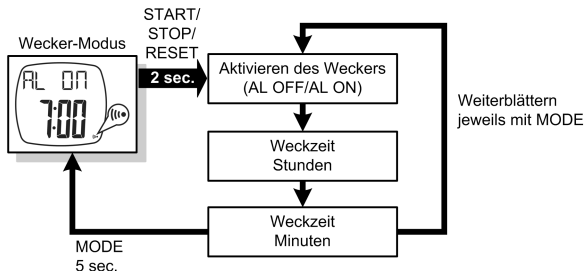 START/
STOP/
RESET
Wecker-Modus
2 sec.
AL ON
7:00
Aktivieren des Weckers
(AL OFF/AL ON)
Weiterblättern
jeweils mit MODE
Weckzeit
Stunden
Weckzeit
Minuten
MODE
5 sec.